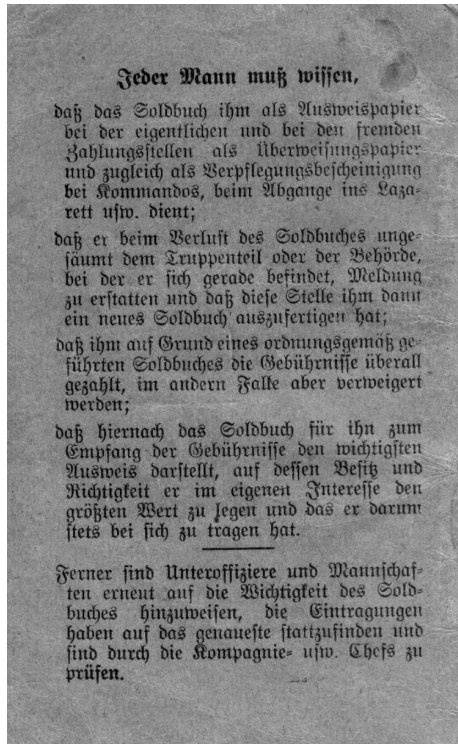 Jeder Mann muß wissen,
daß das Soldbuch ihm als Ausweispapier
bei der eigentlichen und bei den fremden
Zahlungsstellen als Überweisungspapier
und zugleich als Verpflegungsbescheinigung
bei Kommandos, beim Abgange ins Laza-
rett usw. dient;
daß er beim Verlust des Soldbuches unge-
säumt dem Truppenteil oder der Behörde,
bei der er sich gerade befindet, Meldung
zu erstatten und daß diese Stelle ihm dann
ein neues Soldbuch auszufertigen hat;
daß ihm auf Grund eines ordnungsgemäß ge-
führten Soldbuches die Gebührnisse überall
gezahlt, im andern Falle aber verweigert
werden;
daß hiernach das Soldbuch für ihn zum
Empfang der Gebührnisse den wichtigsten
Ausweis darstellt, auf dessen Besitz und
Richtigkeit er im eigenen Interesse den
größten Wert zu legen und das er darum
stets bei sich zu tragen hat.
Ferner sind Unteroffiziere und Mannschaf-
ten erneut auf die Wichtigkeit des Sold-
buches hinzuweisen, die Eintragungen
haben auf das genaueste stattzufinden und
sind durch die Kompagnie- usw. Chefs zu
prüfen.